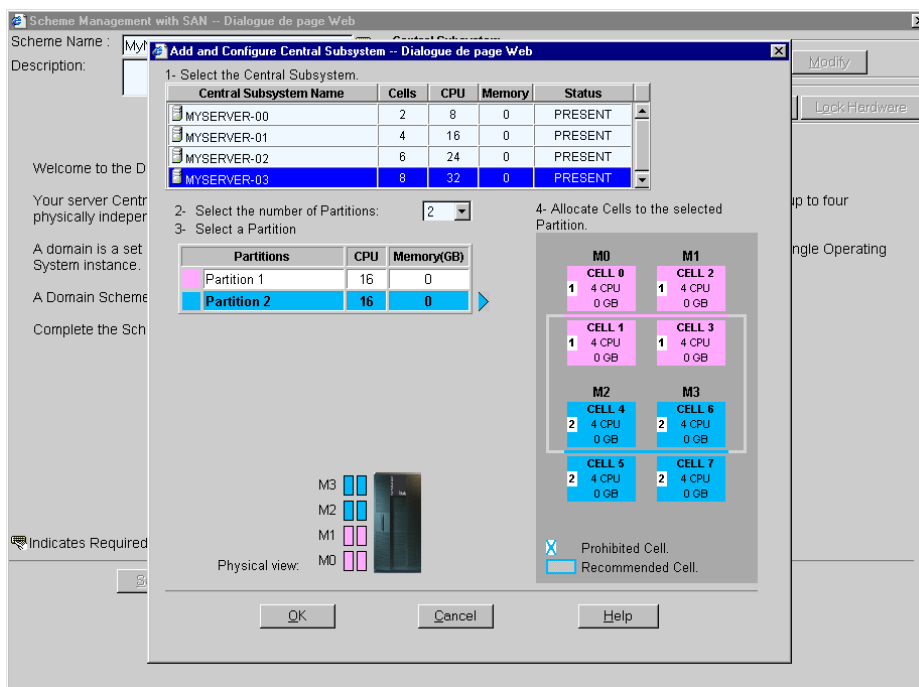 Scheme Management with SAN -- Dialogue de page Web
Scheme Name :
Description:
Modify
Lock Hardware
Welcome to the D
Your server Centr
up to four
physically indeper
A domain is a set
ngle Operating
System instance.
A Domain Scheme
Complete the Sch
Indicates Required
Add and Configure Central Subsystem -- Dialogue de page Web
1- Select the Central Subsystem.
Central Subsystem Name Cells CPU Memory Status
MYSERVER-00 2 8 0 PRESENT
MYSERVER-01 4 16 0 PRESENT
MYSERVER-02 6 24 0 PRESENT
MYSERVER-03 8 32 0 PRESENT
2- Select the number of Partitions: 2
3- Select a Partition
Partitions CPU Memory(GB)
Partition 1 16 0
Partition 2 16 0
4- Allocate Cells to the selected
Partition.
M0 M1
CELL 0 CELL 2
1 4 CPU 1 4 CPU
0 GB 0 GB
CELL 1 CELL 3
1 4 CPU 1 4 CPU
0 GB 0 GB
M2 M3
CELL 4 CELL 6
2 4 CPU 2 4 CPU
0 GB 0 GB
CELL 5 CELL 7
2 4 CPU 2 4 CPU
0 GB 0 GB
X Prohibited Cell.
Recommended Cell.
M3
M2
M1
M0
Physical view:
OK Cancel Help